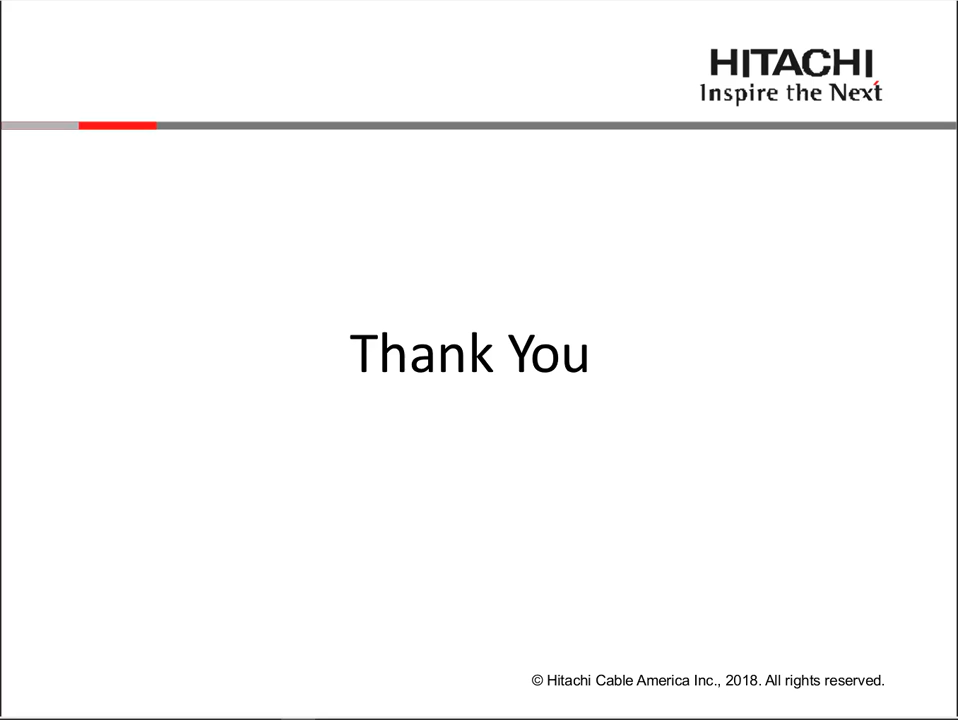 HITACHI
Inspire the Next
Thank You
© Hitachi Cable America Inc., 2018. All rights reserved.